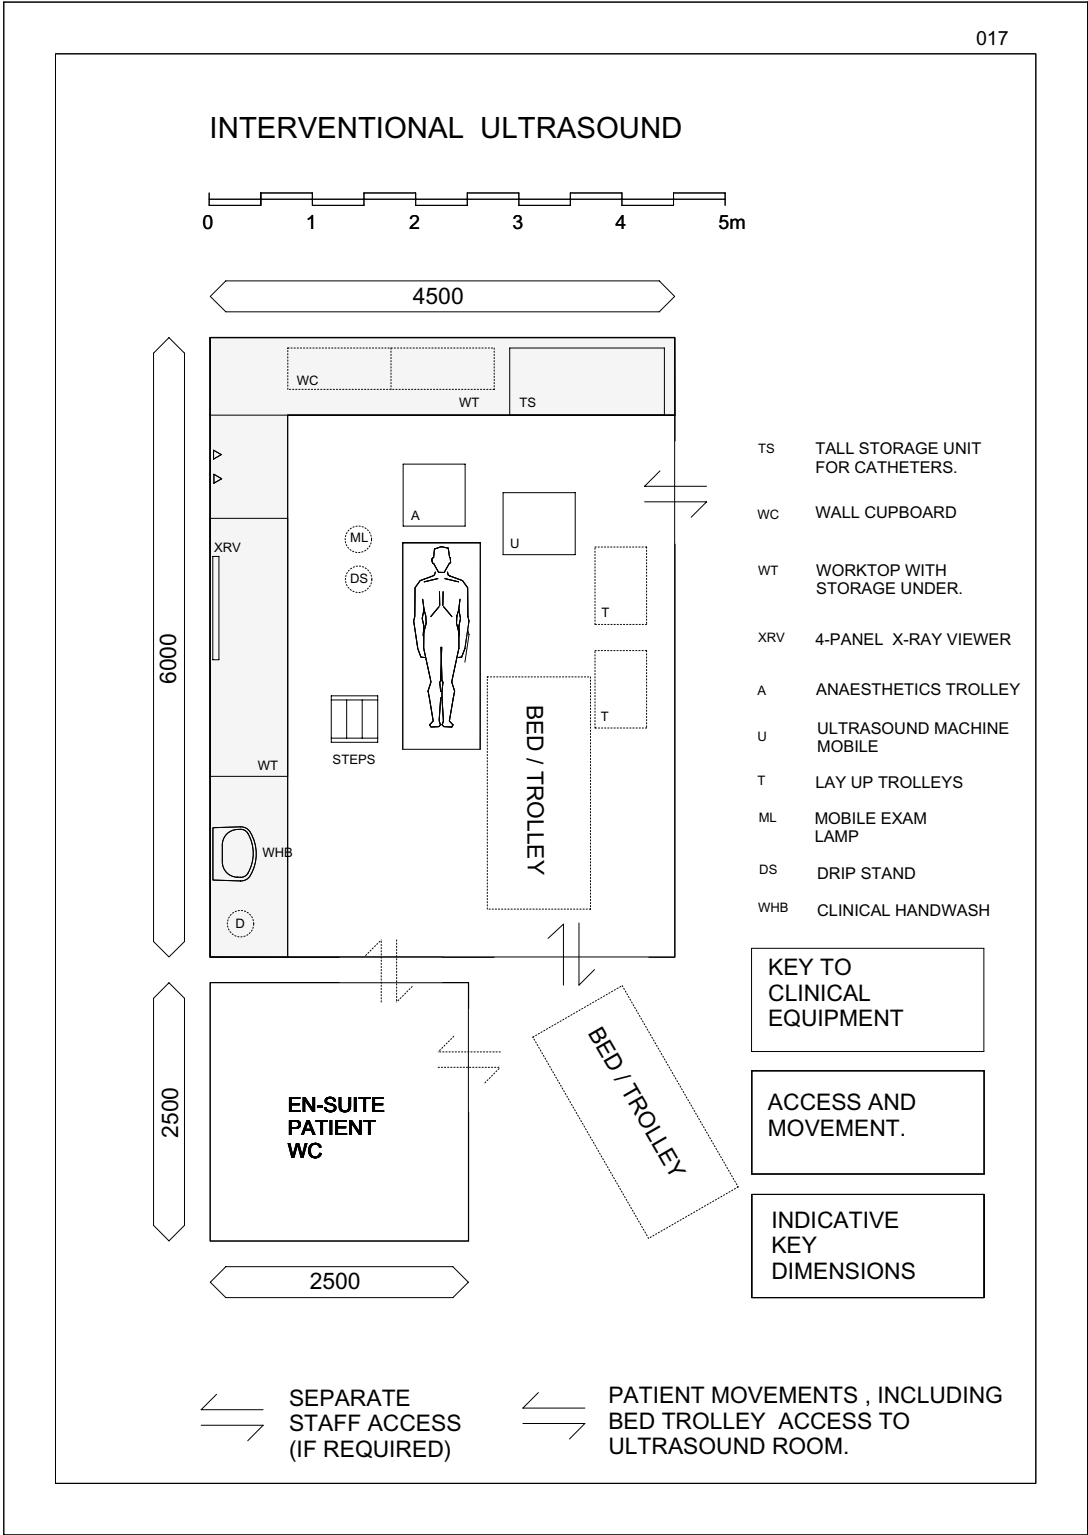 017
INTERVENTIONAL ULTRASOUND
0 1 2 3 4 5m
4500
WC
WT
TS
6000
XRV
A
U
ML
DS
T
T
STEPS
WT
BED / TROLLEY
WHB
D
TS TALL STORAGE UNIT
FOR CATHETERS.
WC WALL CUPBOARD
WT WORKTOP WITH
STORAGE UNDER.
XRV 4-PANEL X-RAY VIEWER
A ANAESTHETICS TROLLEY
U ULTRASOUND MACHINE
MOBILE
T LAY UP TROLLEYS
ML MOBILE EXAM
LAMP
DS DRIP STAND
WHB CLINICAL HANDWASH
KEY TO
CLINICAL
EQUIPMENT
ACCESS AND
MOVEMENT.
INDICATIVE
KEY
DIMENSIONS
2500
EN-SUITE
PATIENT
WC
BED / TROLLEY
2500
SEPARATE
STAFF ACCESS
(IF REQUIRED)
PATIENT MOVEMENTS , INCLUDING
BED TROLLEY ACCESS TO
ULTRASOUND ROOM.